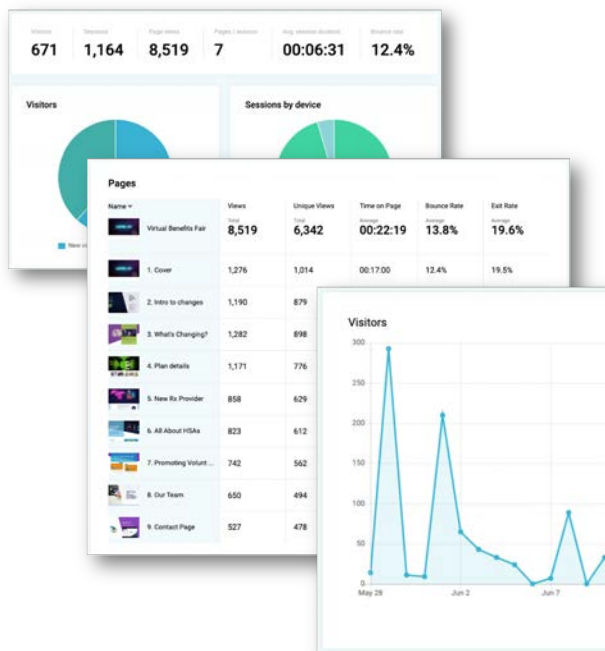 Visitors Sessions Page views Pages / session Avg. session duration Bounce rate
671 1,164 8,519 7 00:06:31 12.4%
Visitors
Sessions by device
New vi
Pages
Name Views Unique Views Time on Page Bounce Rate Exit Rate
Total Total Average Average Average
Virtual Benefits Fair 8,519 6,342 00:22:19 13.8% 19.6%
1. Cover 1,276 1,014 00:17:00 12.4% 19.5%
2. Intro to changes 1,190 879
3. What's Changing? 1,282 898
4. Plan details 1,171 776
5. New Rx Provider 858 629
6. All About HSAs 823 612
7. Promoting Volunt ... 742 562
8. Our Team 650 494
9. Contact Page 527 478
Visitors
300
250
200
150
100
50
0
May 28 Jun 2 Jun 7